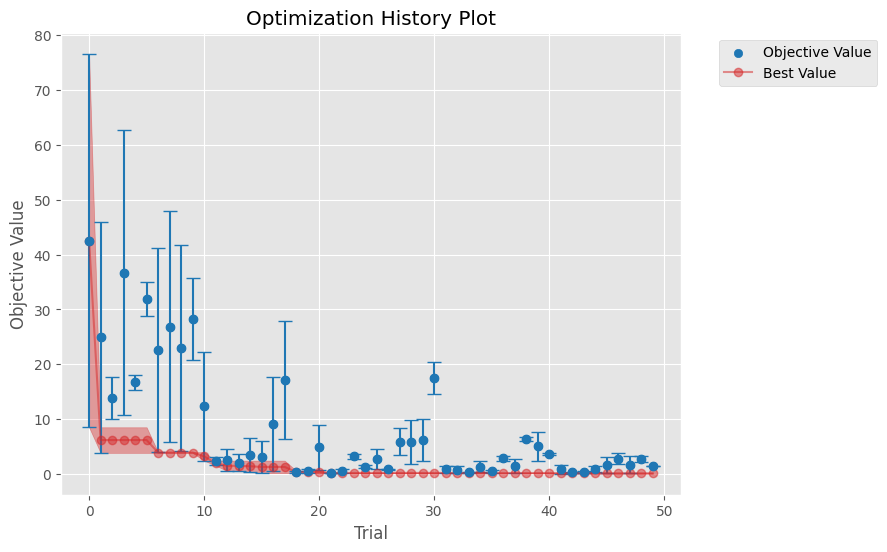 Optimization History Plot
Objective Value
Best Value
80
70
60
50
40
30
20
10
0
Objective Value
0 10 20 30 40 50
Trial